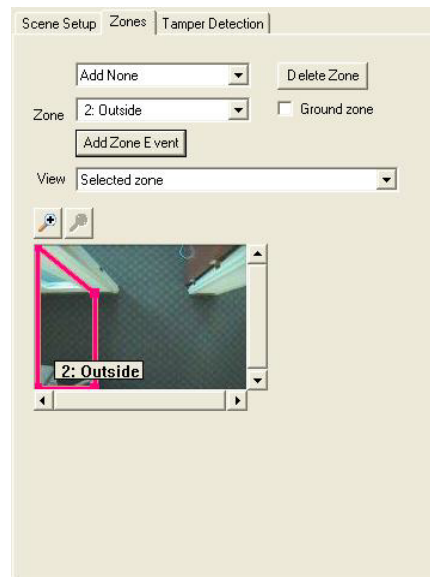 Scene Setup Zones Tamper Detection
Add None Delete Zone
Zone 2: Outside Ground zone
Add Zone Event
View Selected zone
2: Outside